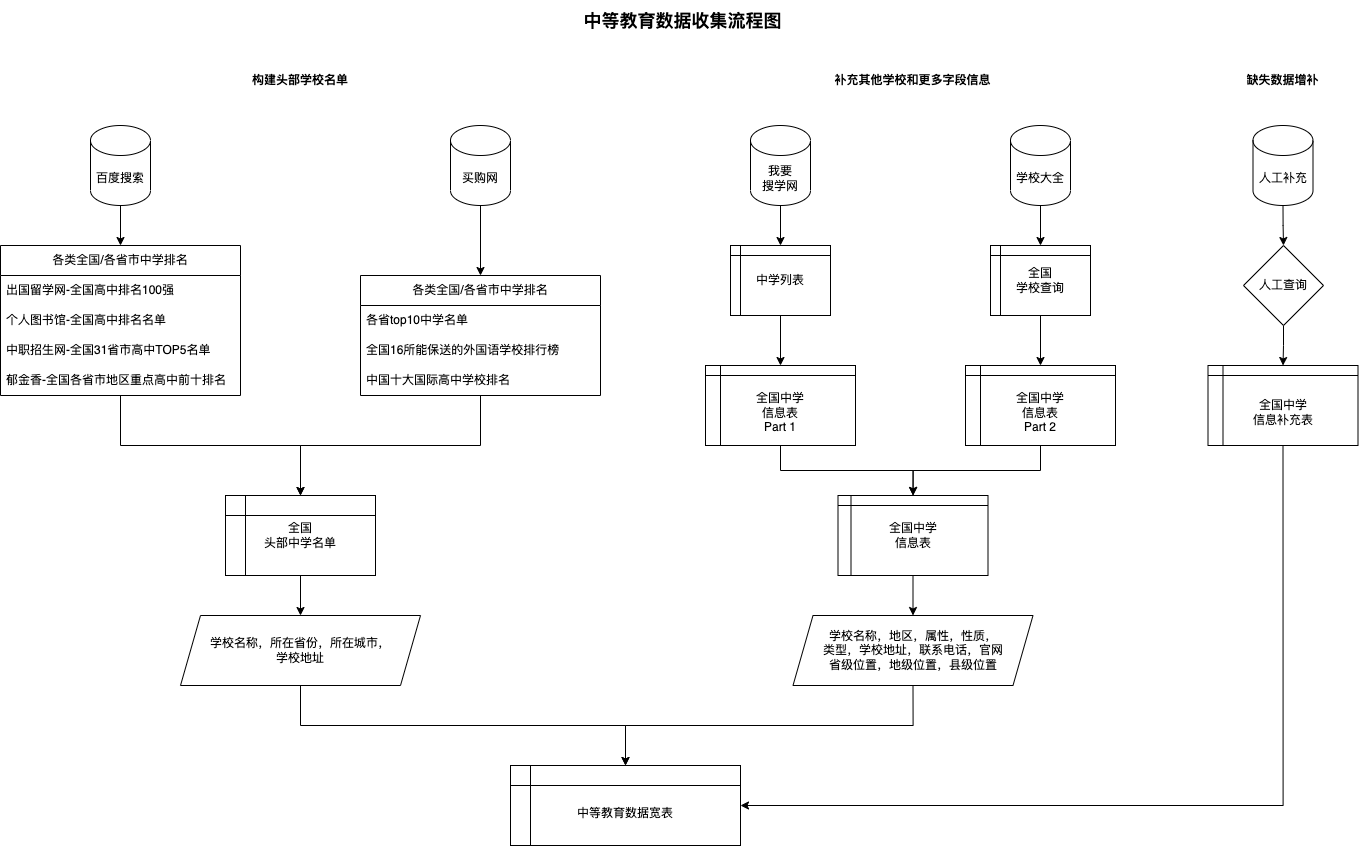 中等教育数据收集流程图
构建头部学校名单
补充其他学校和更多字段信息
缺失数据增补
百度搜索
买购网
我要
搜学网
学校大全
人工补充
各类全国/各省市中学排名
出国留学网-全国高中排名100强
个人图书馆-全国高中排名名单
中职招生网-全国31省市高中TOP5名单
郁金香-全国各省市地区重点高中前十排名
各类全国/各省市中学排名
各省top10中学名单
全国16所能保送的外国语学校排行榜
中国十大国际高中学校排名
中学列表
全国
学校查询
人工查询
全国中学
信息表
Part 1
全国中学
信息表
Part 2
全国中学
信息补充表
全国
头部中学名单
全国中学
信息表
学校名称，所在省份，所在城市，
学校地址
学校名称，地区，属性，性质，
类型，学校地址，联系电话，官网
省级位置，地级位置，县级位置
中等教育数据宽表